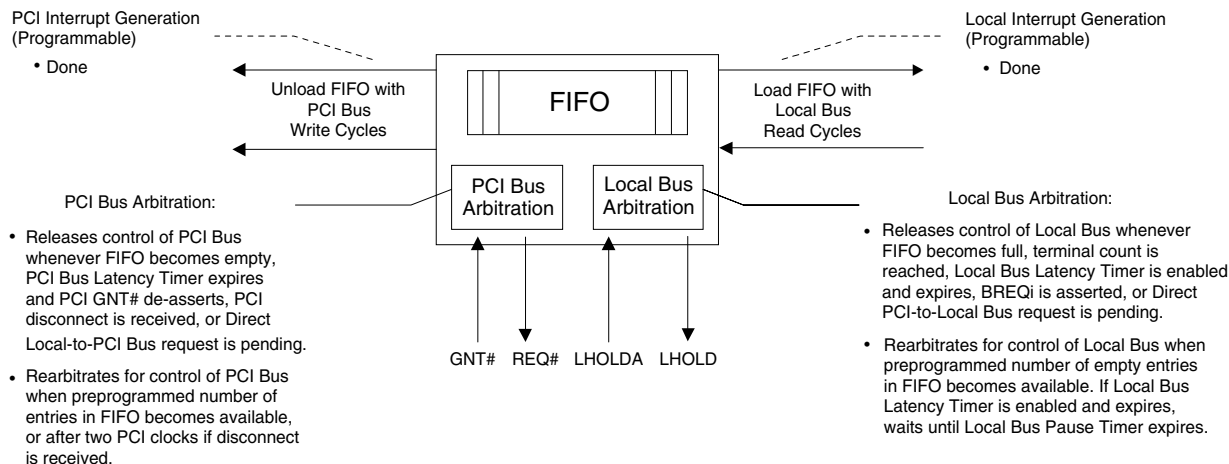 PCI Interrupt Generation
(Programmable)
• Done
Local Interrupt Generation
(Programmable)
• Done
Unload FIFO with
PCI Bus
Write Cycles
FIFO
Load FIFO with
Local Bus
Read Cycles
PCI Bus
Arbitration
Local Bus
Arbitration
PCI Bus Arbitration:
• Releases control of PCI Bus
whenever FIFO becomes empty,
PCI Bus Latency Timer expires
and PCI GNT# de-asserts, PCI
disconnect is received, or Direct
Local-to-PCI Bus request is pending.
• Rearbitrates for control of PCI Bus
when preprogrammed number of
entries in FIFO becomes available,
or after two PCI clocks if disconnect
is received.
GNT# REQ# LHOLDA LHOLD
Local Bus Arbitration:
• Releases control of Local Bus whenever
FIFO becomes full, terminal count is
reached, Local Bus Latency Timer is enabled
and expires, BREQi is asserted, or Direct
PCI-to-Local Bus request is pending.
• Rearbitrates for control of Local Bus when
preprogrammed number of empty entries
in FIFO becomes available. If Local Bus
Latency Timer is enabled and expires,
waits until Local Bus Pause Timer expires.